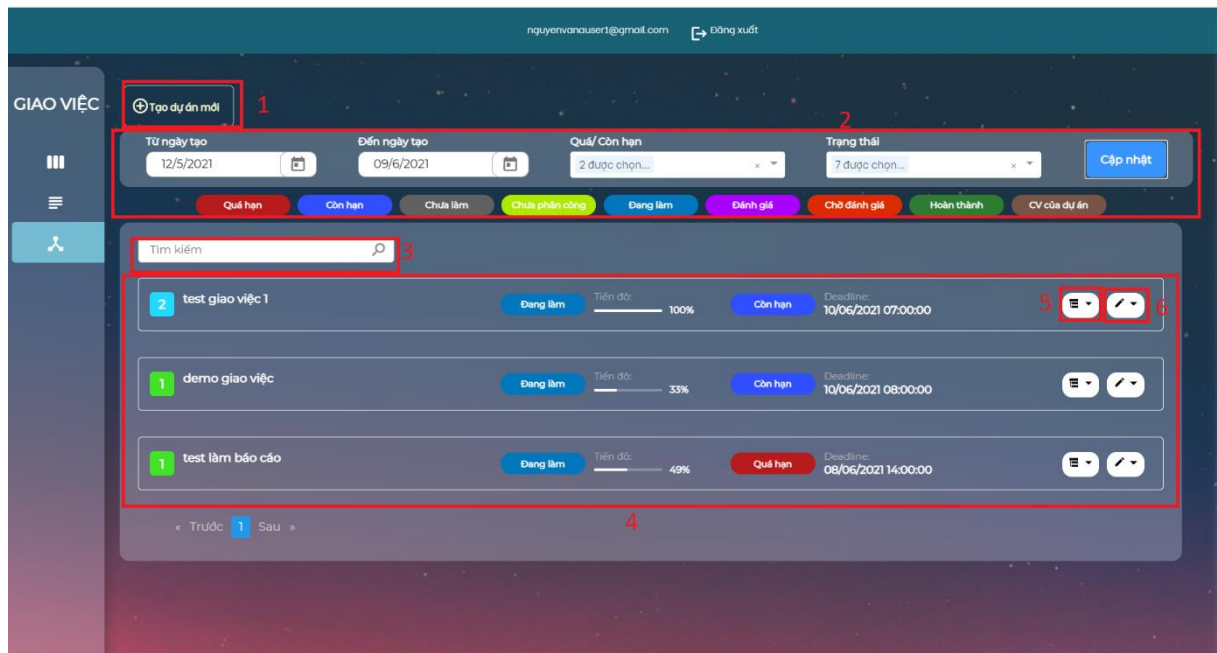 nguyenvanauser1@gmail.com Đăng xuất
GIAO VIỆC
Tạo dự án mới 1
2
Từ ngày tạo Đến ngày tạo Quá/ Còn hạn Trạng thái
12/5/2021 09/6/2021 2 được chọn... × 7 được chọn... × Cập nhật
Quá hạn Còn hạn Chưa làm Chưa phân công Đang làm Đánh giá Chờ đánh giá Hoàn thành CV của dự án
Tìm kiếm 3
2 test giao việc 1 Đang làm Tiến độ: 100% Còn hạn Deadline: 10/06/2021 07:00:00 5 6
1 demo giao việc Đang làm Tiến độ: 33% Còn hạn Deadline: 10/06/2021 08:00:00
1 test làm báo cáo Đang làm Tiến độ: 49% Quá hạn Deadline: 08/06/2021 14:00:00
4
« Trước 1 Sau »